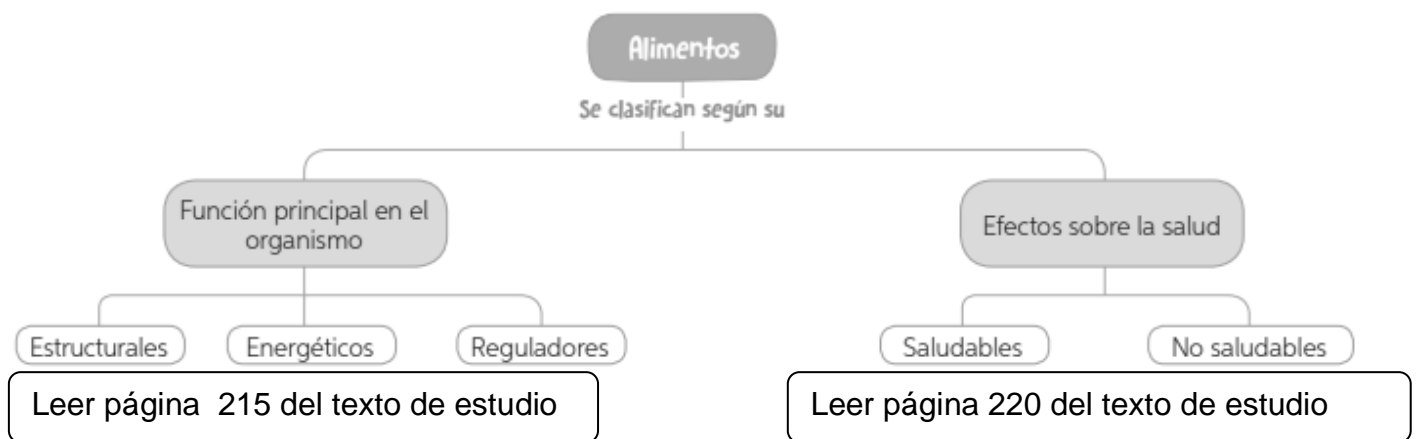 Alimentos
Se clasifican según su
Función principal en el
organismo
Efectos sobre la salud
Estructurales
Energéticos
Reguladores
Saludables
No saludables
Leer página 215 del texto de estudio
Leer página 220 del texto de estudio